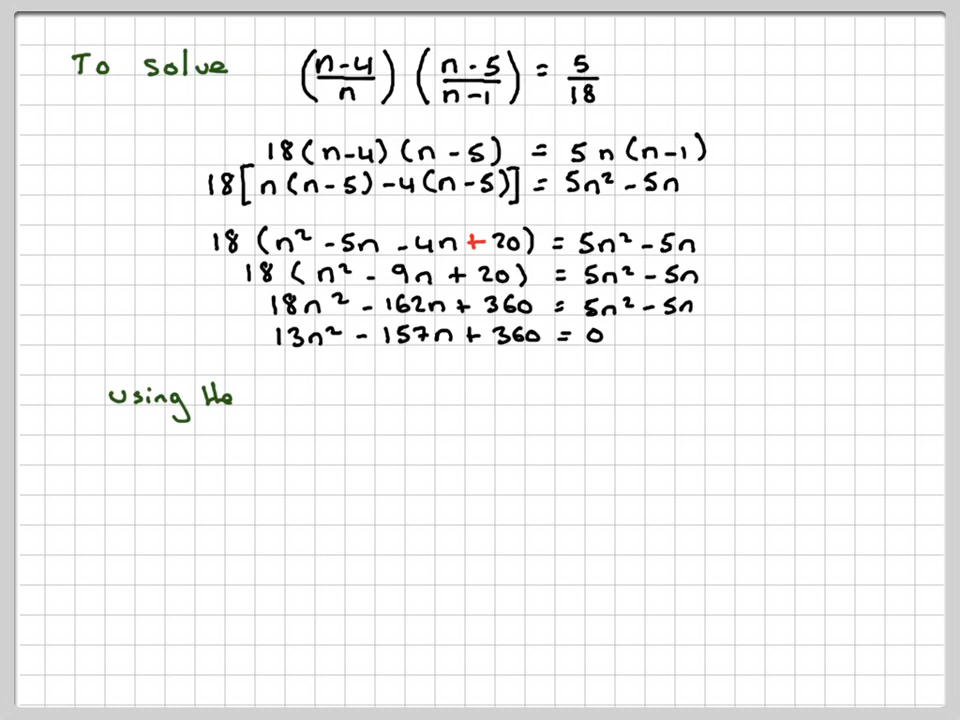 To solve (n-4/n) (n-5/n-1) = 5/18
18(n-4)(n-5) = 5n(n-1)
18[n(n-5)-4(n-5)] = 5n² - 5n
18(n² - 5n - 4n + 20) = 5n² - 5n
18(n² - 9n + 20) = 5n² - 5n
18n² - 162n + 360 = 5n² - 5n
13n² - 157n + 360 = 0
using the